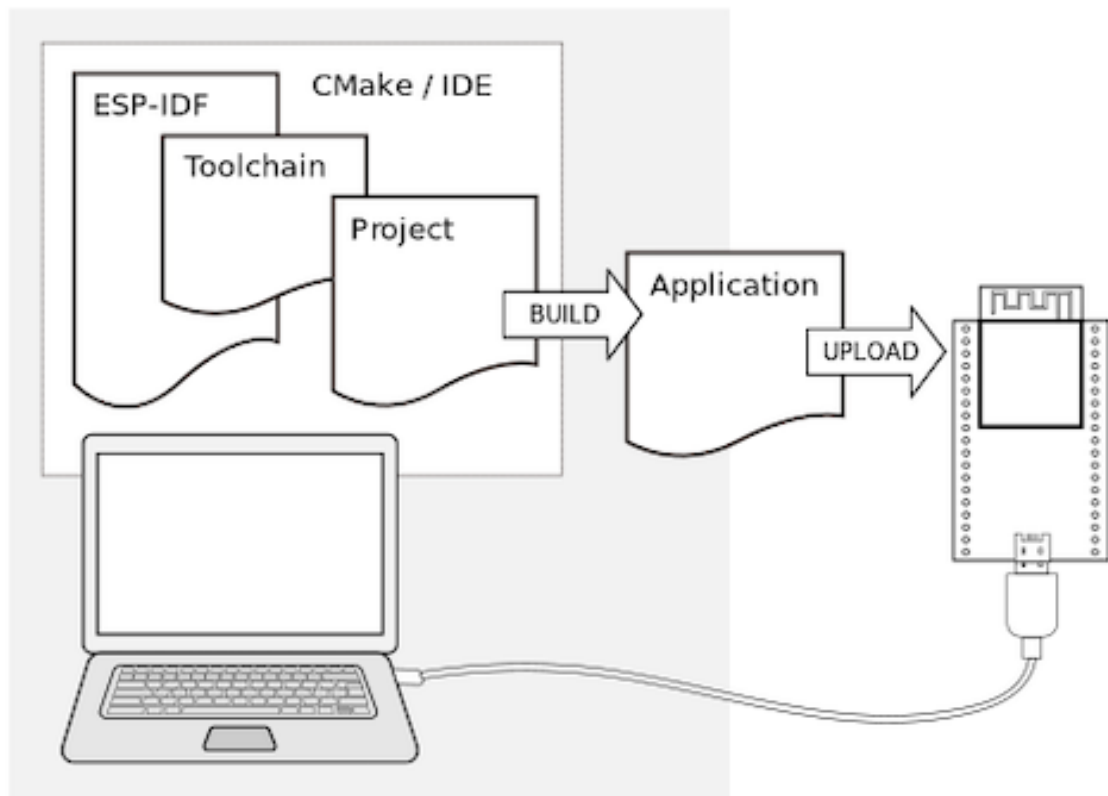 CMake / IDE
ESP-IDF
Toolchain
Project
BUILD
Application
UPLOAD